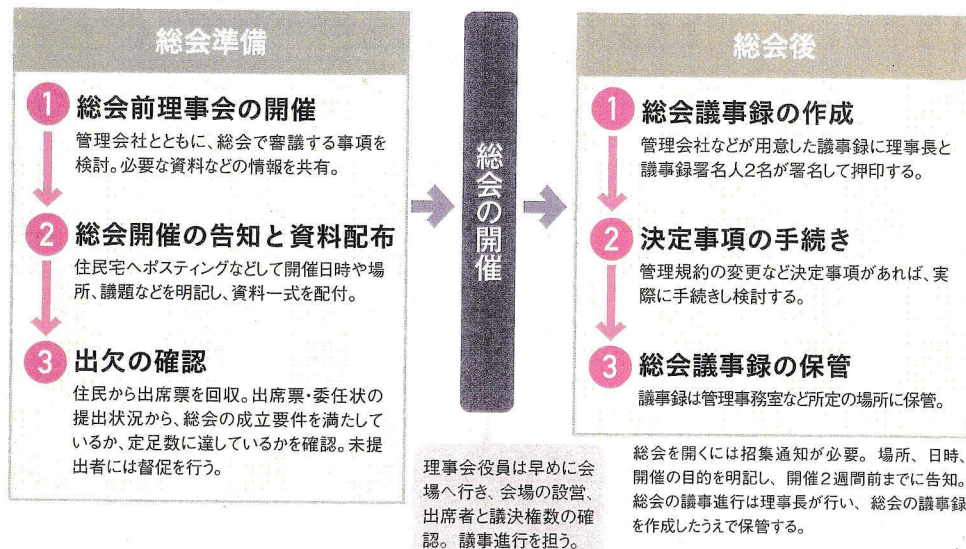 総会準備
1 総会前理事会の開催
管理会社とともに、総会で審議する事項を
検討。必要な資料などの情報を共有。
2 総会開催の告知と資料配布
住民宅へポスティングなどして開催日時や場
所、議題などを明記し、資料一式を配付。
3 出欠の確認
住民から出席票を回収。出席票・委任状の
提出状況から、総会の成立要件を満たして
いるか、定足数に達しているかを確認。未提
出者には督促を行う。
総会の開催
理事会役員は早めに会
場へ行き、会場の設営、
出席者と議決権数の確
認。議事進行を担う。
総会後
1 総会議事録の作成
管理会社などが用意した議事録に理事長と
議事録署名人2名が署名して押印する。
2 決定事項の手続き
管理規約の変更など決定事項があれば、実
際に手続きし検討する。
3 総会議事録の保管
議事録は管理事務室など所定の場所に保管。
総会を開くには招集通知が必要。場所、日時、
開催の目的を明記し、開催2週間前までに告知。
総会の議事進行は理事長が行い、総会の議事録
を作成したうえで保管する。